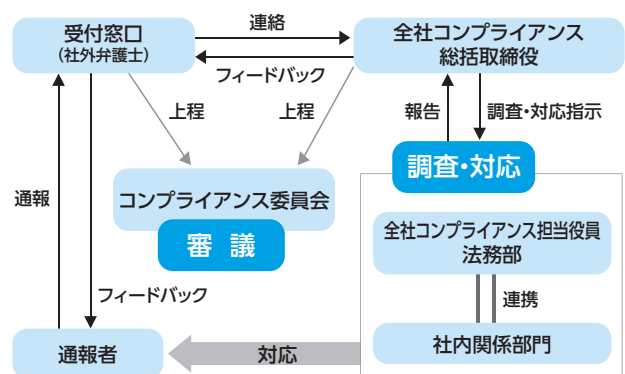 受付窓口
(社外弁護士)
連絡
フィードバック
全社コンプライアンス
総括取締役
上程
上程
報告
調査・対応指示
調査・対応
通報
コンプライアンス委員会
審 議
全社コンプライアンス担当役員
法務部
連携
フィードバック
社内関係部門
通報者
対応